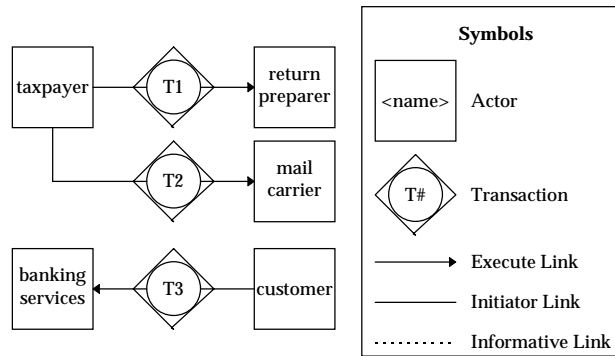 taxpayer
T1
return
preparer
T2
mail
carrier
banking
services
T3
customer
Symbols
<name>
Actor
T#
Transaction
Execute Link
Initiator Link
Informative Link